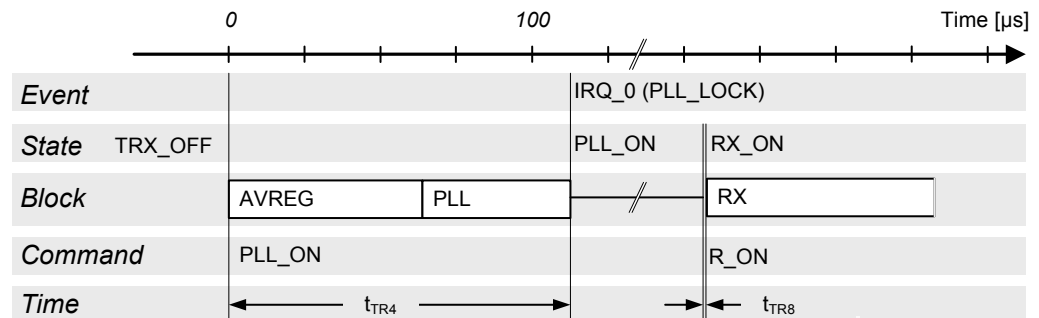 0 100 Time [µs]
Event IRQ_0 (PLL_LOCK)
State TRX_OFF PLL_ON RX_ON
Block AVREG PLL RX
Command PLL_ON R_ON
Time tTR4 tTR8